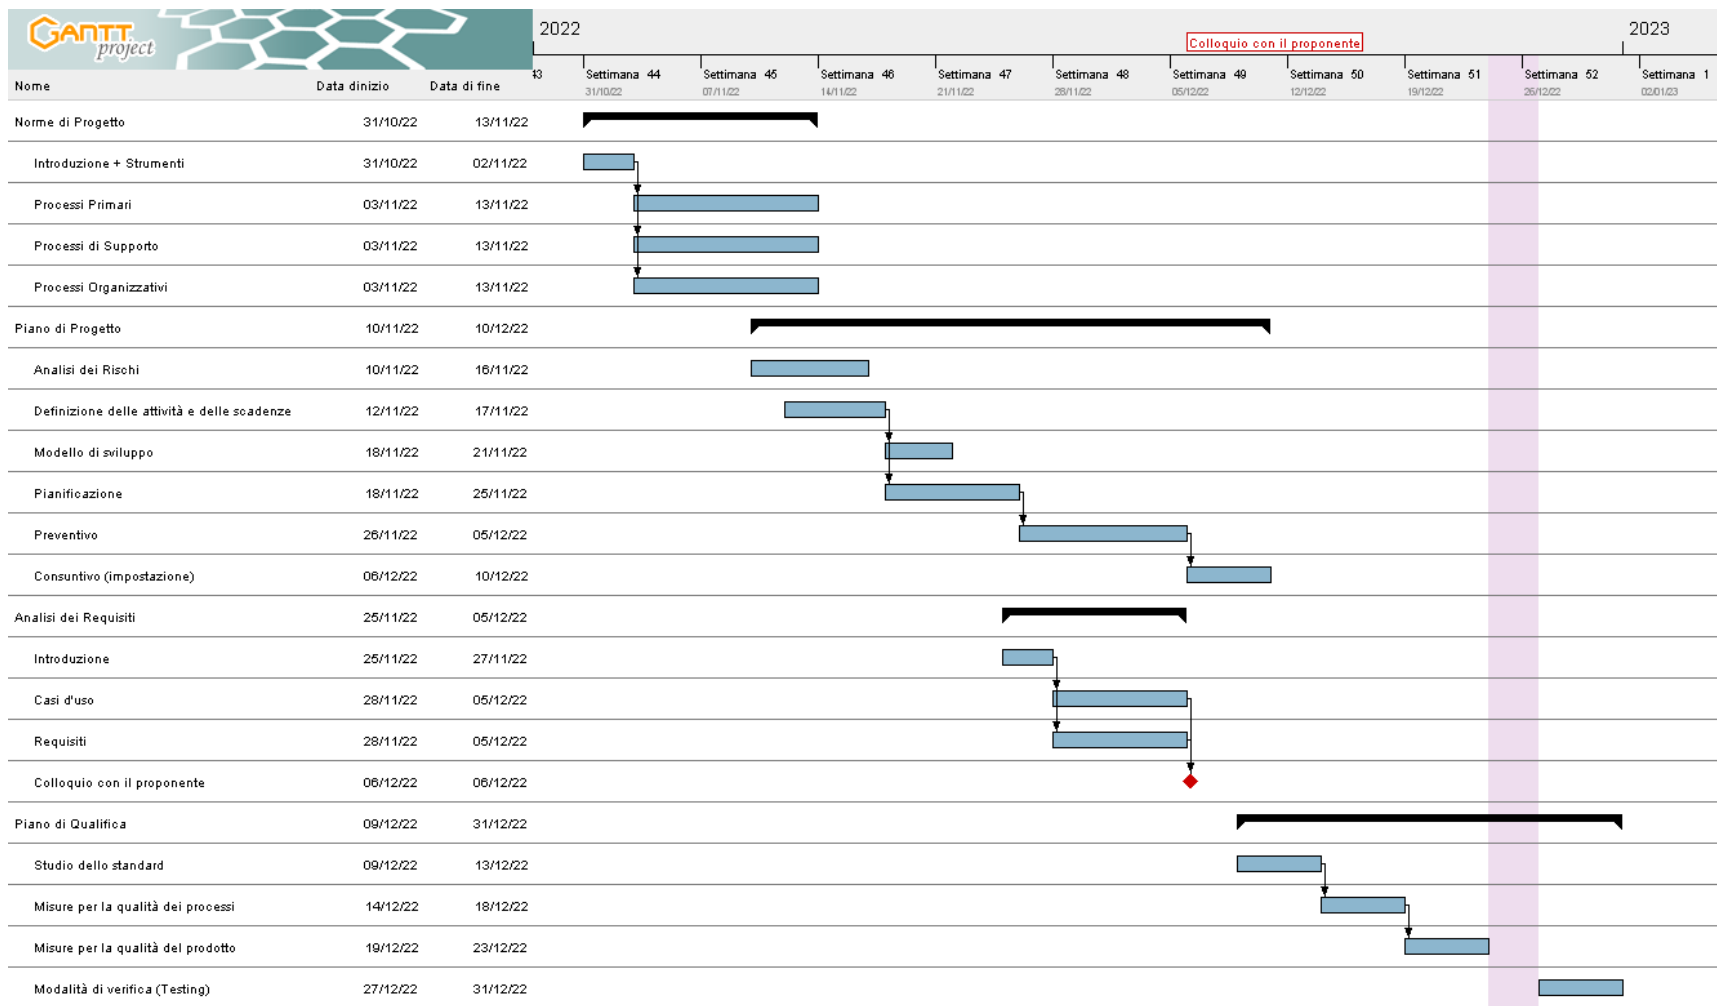 GANTT
project
2022
2023
Colloquio con il proponente
43 Settimana 44 Settimana 45 Settimana 46 Settimana 47 Settimana 48 Settimana 49 Settimana 50 Settimana 51 Settimana 52 Settimana 1
Nome Data dinizio Data di fine
31/10/22 07/11/22 14/11/22 21/11/22 28/11/22 05/12/22 12/12/22 19/12/22 26/12/22 02/01/23
Norme di Progetto 31/10/22 13/11/22
Introduzione + Strumenti 31/10/22 02/11/22
Processi Primari 03/11/22 13/11/22
Processi di Supporto 03/11/22 13/11/22
Processi Organizzativi 03/11/22 13/11/22
Piano di Progetto 10/11/22 10/12/22
Analisi dei Rischi 10/11/22 16/11/22
Definizione delle attività e delle scadenze 12/11/22 17/11/22
Modello di sviluppo 18/11/22 21/11/22
Pianificazione 18/11/22 25/11/22
Preventivo 26/11/22 05/12/22
Consuntivo (impostazione) 06/12/22 10/12/22
Analisi dei Requisiti 25/11/22 05/12/22
Introduzione 25/11/22 27/11/22
Casi d'uso 28/11/22 05/12/22
Requisiti 28/11/22 05/12/22
Colloquio con il proponente 06/12/22 06/12/22
Piano di Qualifica 09/12/22 31/12/22
Studio dello standard 09/12/22 13/12/22
Misure per la qualità dei processi 14/12/22 18/12/22
Misure per la qualità del prodotto 19/12/22 23/12/22
Modalità di verifica (Testing) 27/12/22 31/12/22